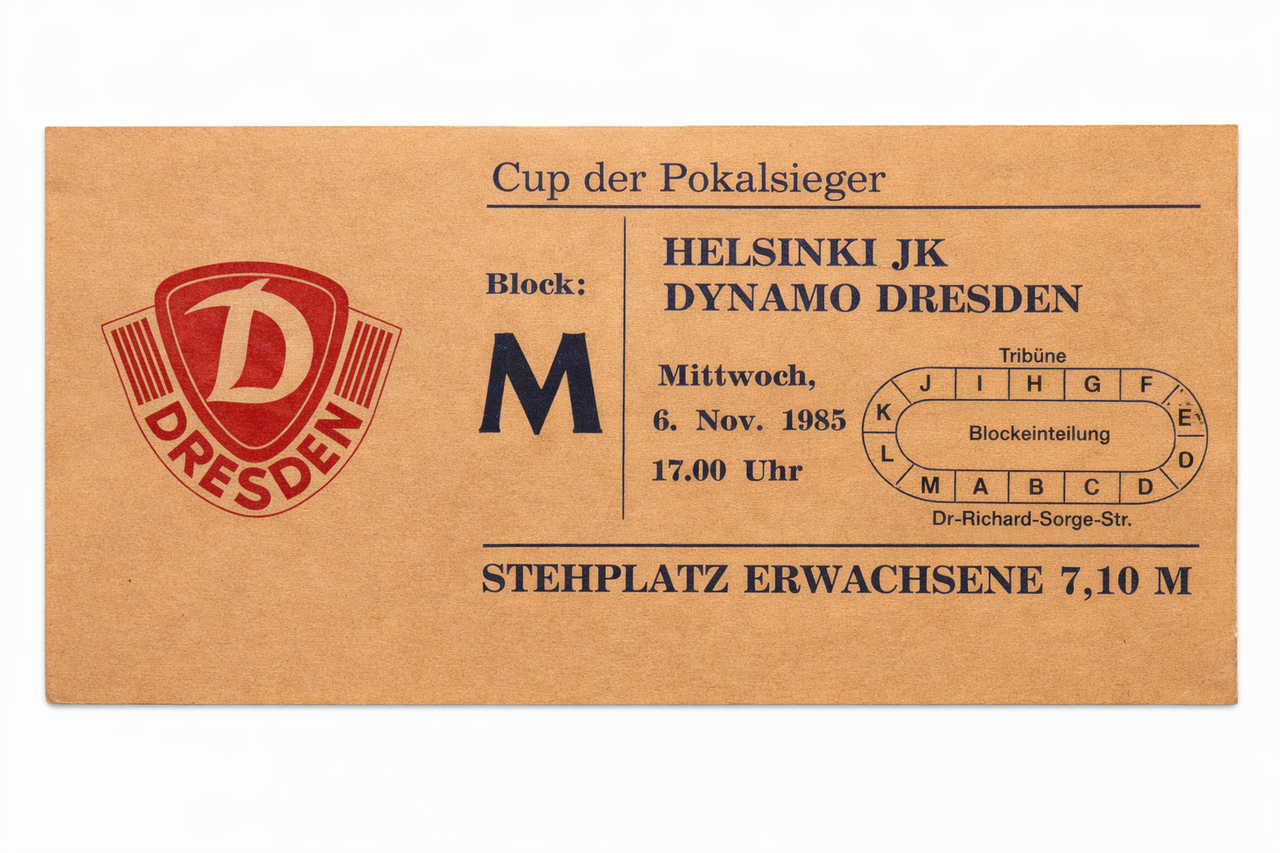 Cup der Pokalsieger
HELSINKI JK
DYNAMO DRESDEN
Block:
M
Mittwoch,
6. Nov. 1985
17.00 Uhr
Tribüne
J I H G F
K E
Blockeinteilung
L D
M A B C D
Dr-Richard-Sorge-Str.
STEHPLATZ ERWACHSENE 7,10 M
D
DRESDEN